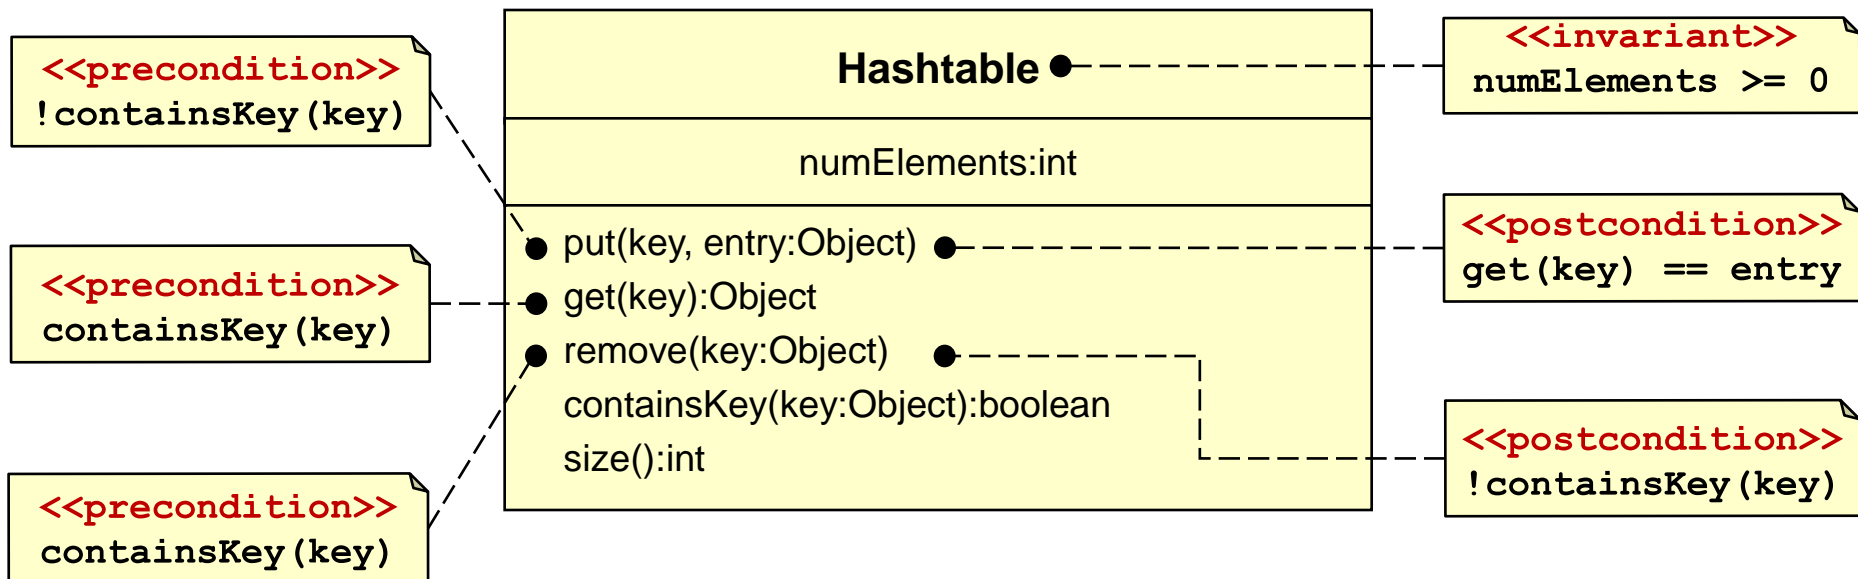 <<precondition>>
!containsKey(key)
<<precondition>>
containsKey(key)
<<precondition>>
containsKey(key)
Hashtable
numElements:int
put(key, entry:Object)
get(key):Object
remove(key:Object)
containsKey(key:Object):boolean
size():int
<<invariant>>
numElements >= 0
<<postcondition>>
get(key) == entry
<<postcondition>>
!containsKey(key)